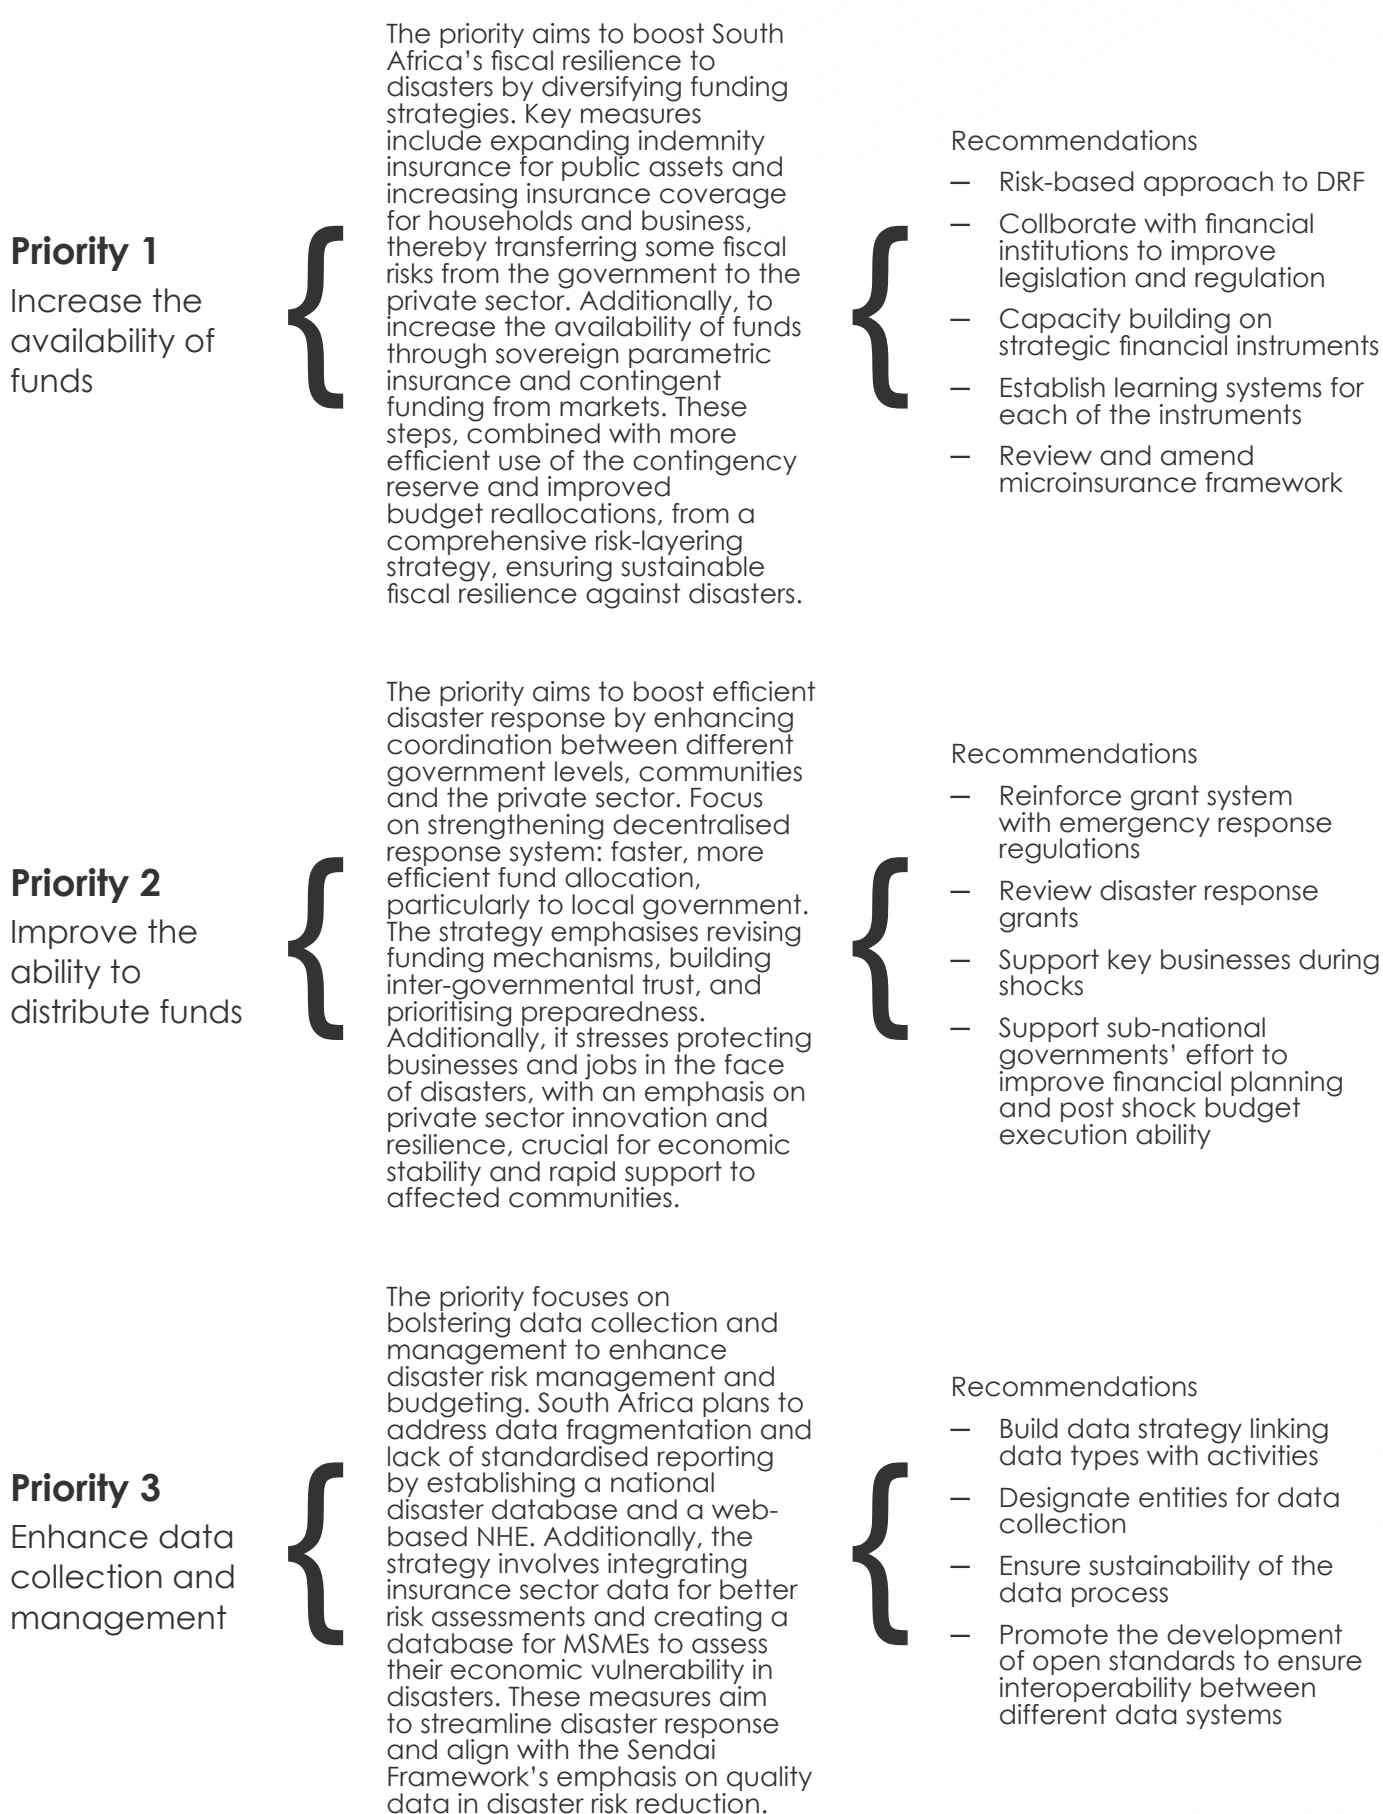 Priority 1
Increase the
availability of
funds
The priority aims to boost South
Africa’s fiscal resilience to
disasters by diversifying funding
strategies. Key measures
include expanding indemnity
insurance for public assets and
increasing insurance coverage
for households and business,
thereby transferring some fiscal
risks from the government to the
private sector. Additionally, to
increase the availability of funds
through sovereign parametric
insurance and contingent
funding from markets. These
steps, combined with more
efficient use of the contingency
reserve and improved
budget reallocations, from a
comprehensive risk-layering
strategy, ensuring sustainable
fiscal resilience against disasters.
Recommendations
— Risk-based approach to DRF
— Collborate with financial
institutions to improve
legislation and regulation
— Capacity building on
strategic financial instruments
— Establish learning systems for
each of the instruments
— Review and amend
microinsurance framework
Priority 2
Improve the
ability to
distribute funds
The priority aims to boost efficient
disaster response by enhancing
coordination between different
government levels, communities
and the private sector. Focus
on strengthening decentralised
response system: faster, more
efficient fund allocation,
particularly to local government.
The strategy emphasises revising
funding mechanisms, building
inter-governmental trust, and
prioritising preparedness.
Additionally, it stresses protecting
businesses and jobs in the face
of disasters, with an emphasis on
private sector innovation and
resilience, crucial for economic
stability and rapid support to
affected communities.
Recommendations
— Reinforce grant system
with emergency response
regulations
— Review disaster response
grants
— Support key businesses during
shocks
— Support sub-national
governments’ effort to
improve financial planning
and post shock budget
execution ability
Priority 3
Enhance data
collection and
management
The priority focuses on
bolstering data collection and
management to enhance
disaster risk management and
budgeting. South Africa plans to
address data fragmentation and
lack of standardised reporting
by establishing a national
disaster database and a web-
based NHE. Additionally, the
strategy involves integrating
insurance sector data for better
risk assessments and creating a
database for MSMEs to assess
their economic vulnerability in
disasters. These measures aim
to streamline disaster response
and align with the Sendai
Framework’s emphasis on quality
data in disaster risk reduction.
Recommendations
— Build data strategy linking
data types with activities
— Designate entities for data
collection
— Ensure sustainability of the
data process
— Promote the development
of open standards to ensure
interoperability between
different data systems